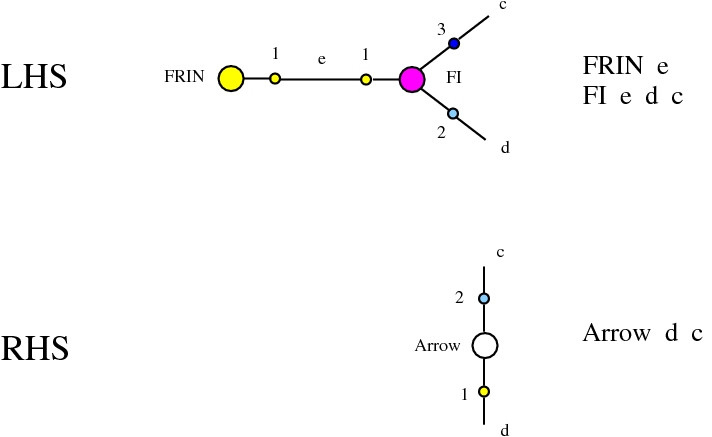 c
3
1
e
1
LHS
FRIN
FI
FRIN e
FI e d c
2
d
c
2
Arrow d c
RHS
Arrow
1
d